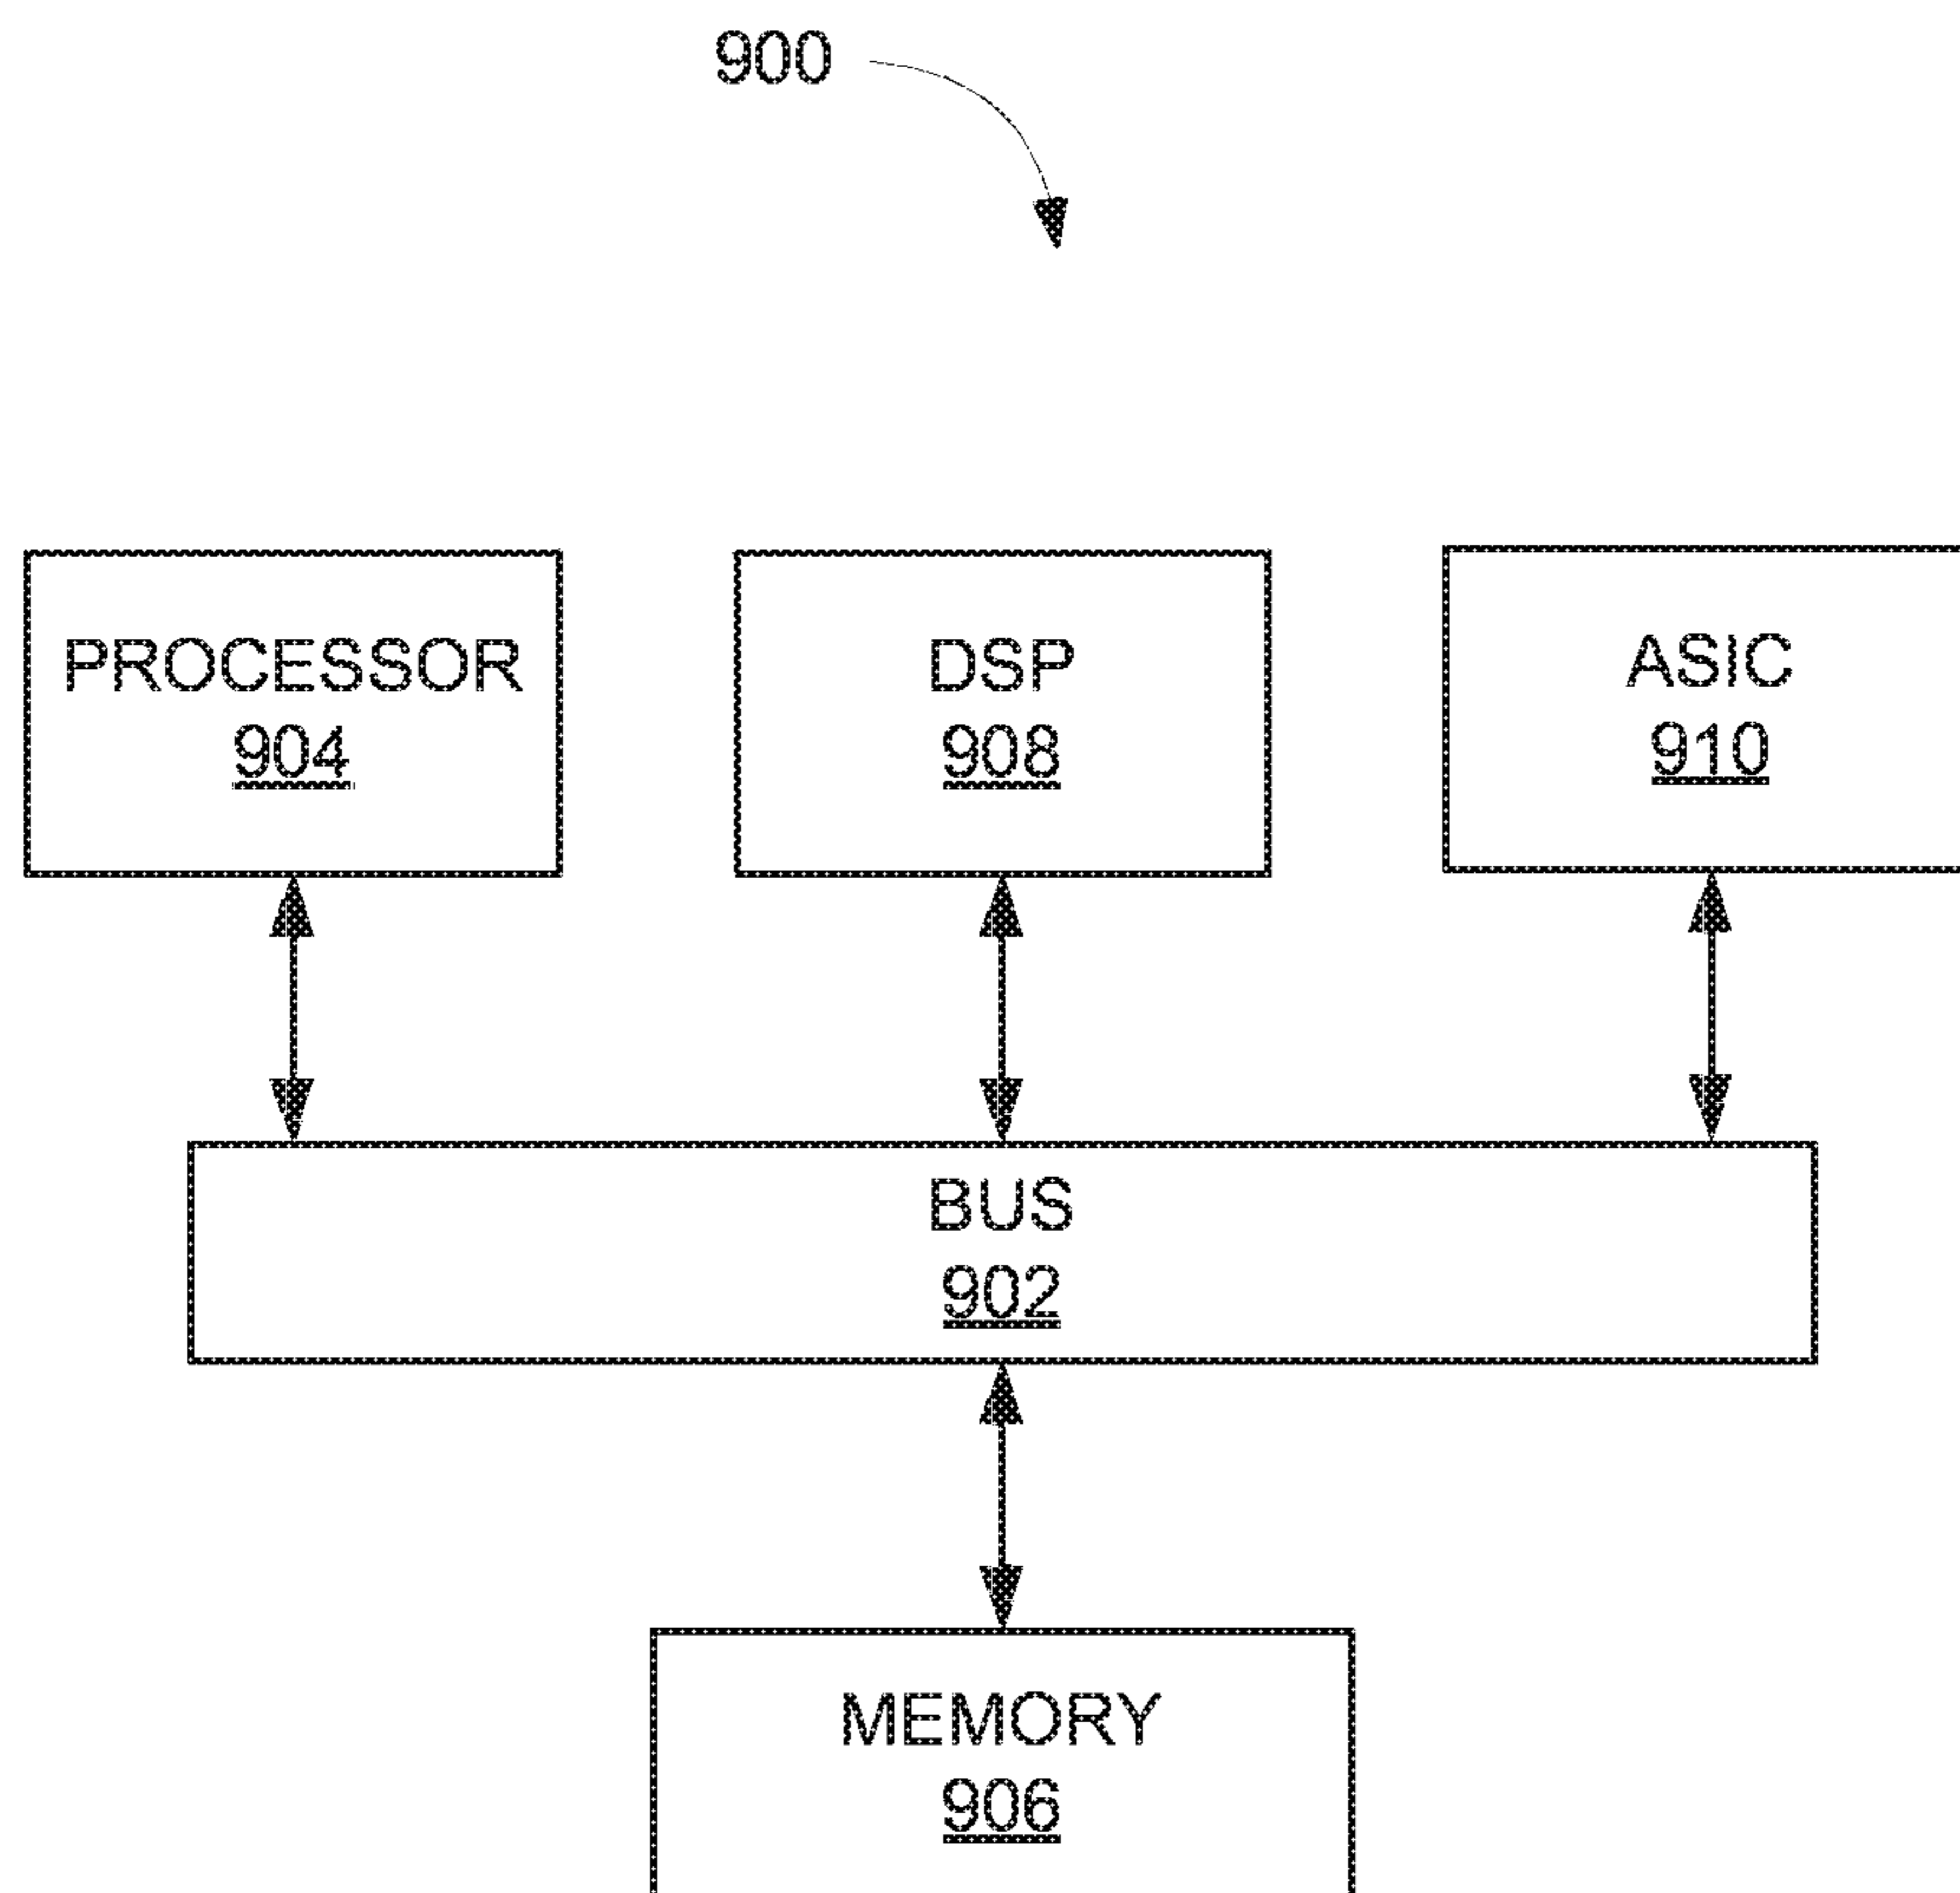 900
PROCESSOR
904
DSP
908
ASIC
910
BUS
902
MEMORY
906